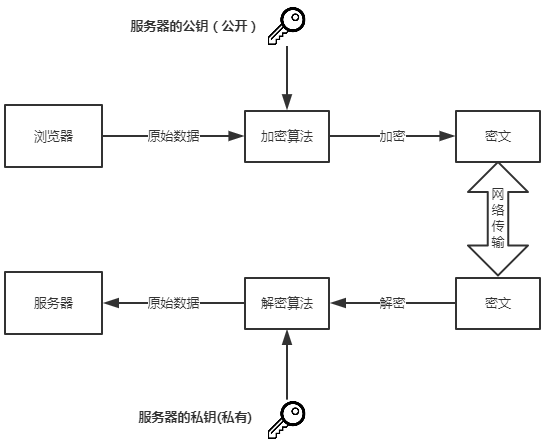 服务器的公钥（公开）
浏览器
原始数据
加密算法
加密
密文
网
络
传
输
服务器
原始数据
解密算法
解密
密文
服务器的私钥(私有)